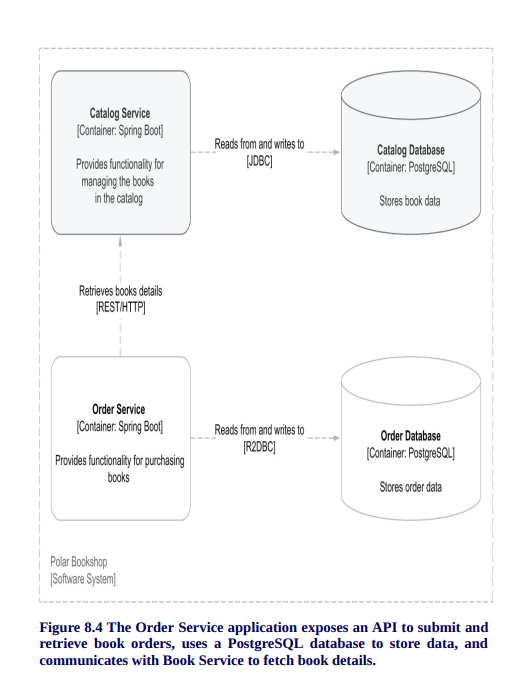 Catalog Service
[Container: Spring Boot]
Provides functionality for
managing the books
in the catalog
Reads from and writes to
[JDBC]
Catalog Database
[Container: PostgreSQL]
Stores book data
Retrieves books details
[REST/HTTP]
Order Service
[Container: Spring Boot]
Provides functionality for purchasing
books
Reads from and writes to
[R2DBC]
Order Database
[Container: PostgreSQL]
Stores order data
Polar Bookshop
[Software System]
Figure 8.4 The Order Service application exposes an API to submit and
retrieve book orders, uses a PostgreSQL database to store data, and
communicates with Book Service to fetch book details.